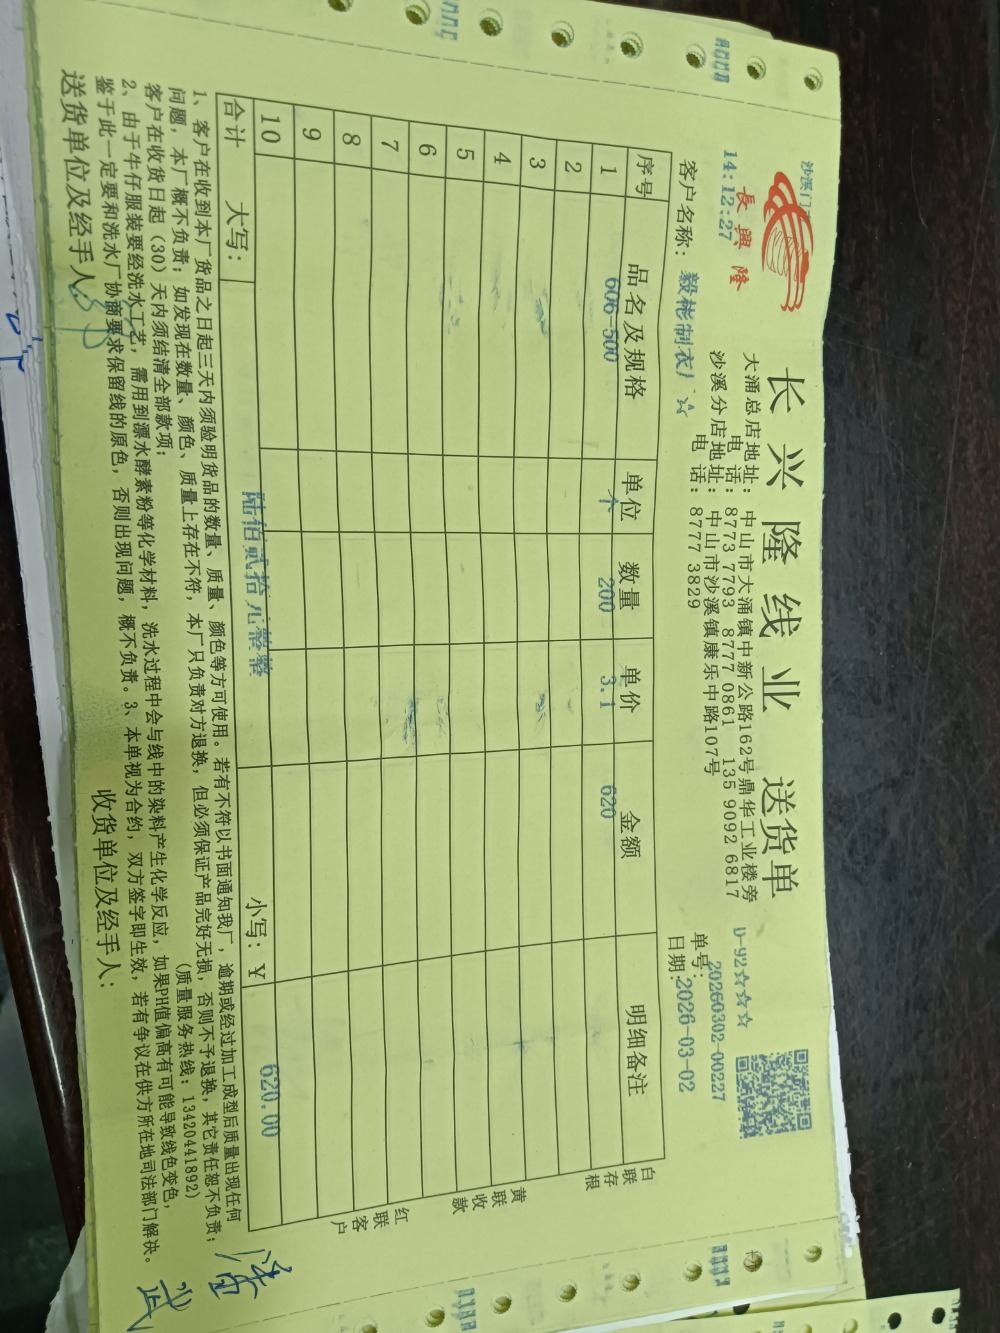 沙溪门
14:12:27
長興隆
长兴隆线业 送货单
大涌总店地址: 中山市大涌镇中新公路162号鼎华工业楼旁
电 话: 8773 7793 8777 0861 135 9092 6817
沙溪分店地址: 中山市沙溪镇康乐中路107号
电 话: 8777 3829
D-92☆☆☆
单号: 20260302-00227
客户名称: 毅彬制衣厂☆
日期: 2026-03-02
序号 品名及规格 单位 数量 单价 金额 明细备注
1 606-500 个 200 3.1 620
2
3
4
5
6
7
8
9
10
合计 大写: 陆佰贰拾元整整 小写: ￥ 620.00
白联存根
黄联收款
红联客户
1、客户在收到本厂货品之日起三天内须验明货品的数量、质量、颜色等方可使用。若有不符以书面通知我厂, 逾期或经过加工成型后质量出现任何
问题, 本厂概不负责; 如发现在数量、颜色、质量上存在不符, 本厂只负责对方退换, 但必须保证产品完好无损, 否则不予退换, 其它责任恕不负责;
客户在收货日起 (30) 天内须结清全部款项; (质量服务热线: 13420441892)
2、由于牛仔服装要经洗水工艺, 需用到漂水酵素粉等化学材料, 洗水过程中会与线中的染料产生化学反应, 如果PH值偏高有可能导致线色变色,
鉴于此一定要和洗水厂协商要求保留线的原色, 否则出现问题, 概不负责。3、本单视为合约, 双方签字即生效, 若有争议在供方所在地司法部门解决。
送货单位及经手人: 收货单位及经手人: